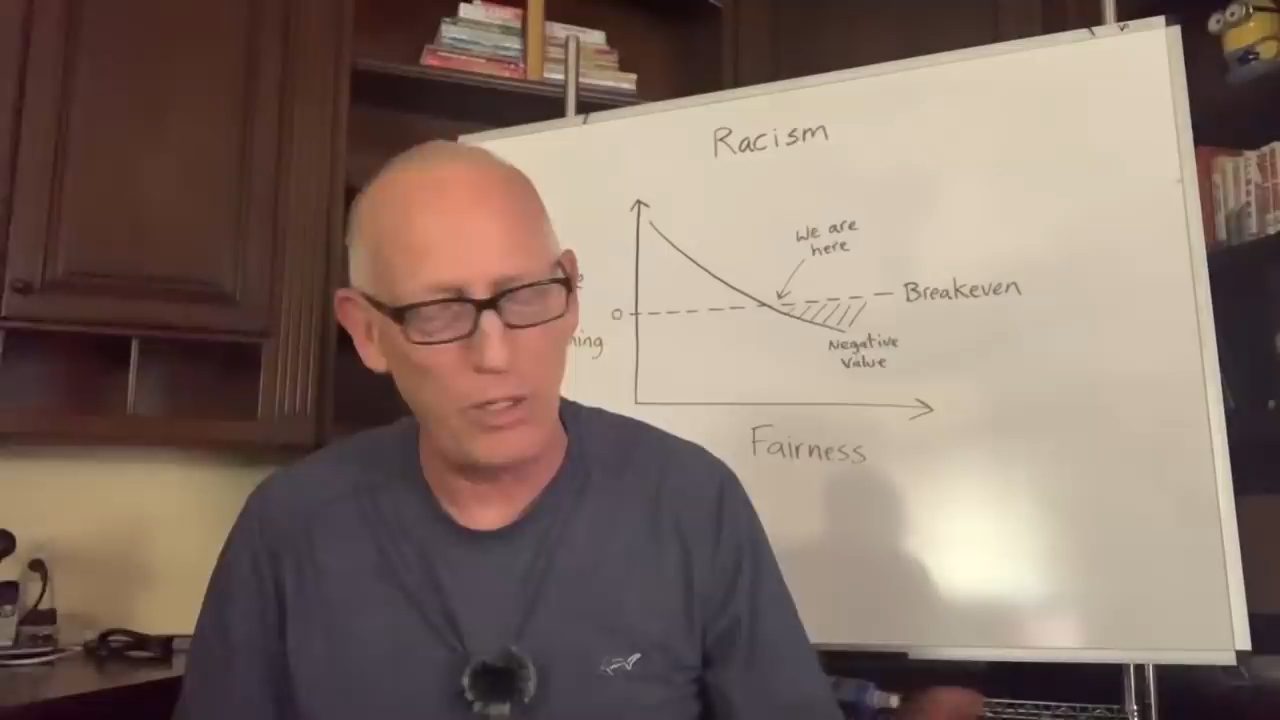 Racism
We are
here
0
Breakeven
Negative
Value
Fairness